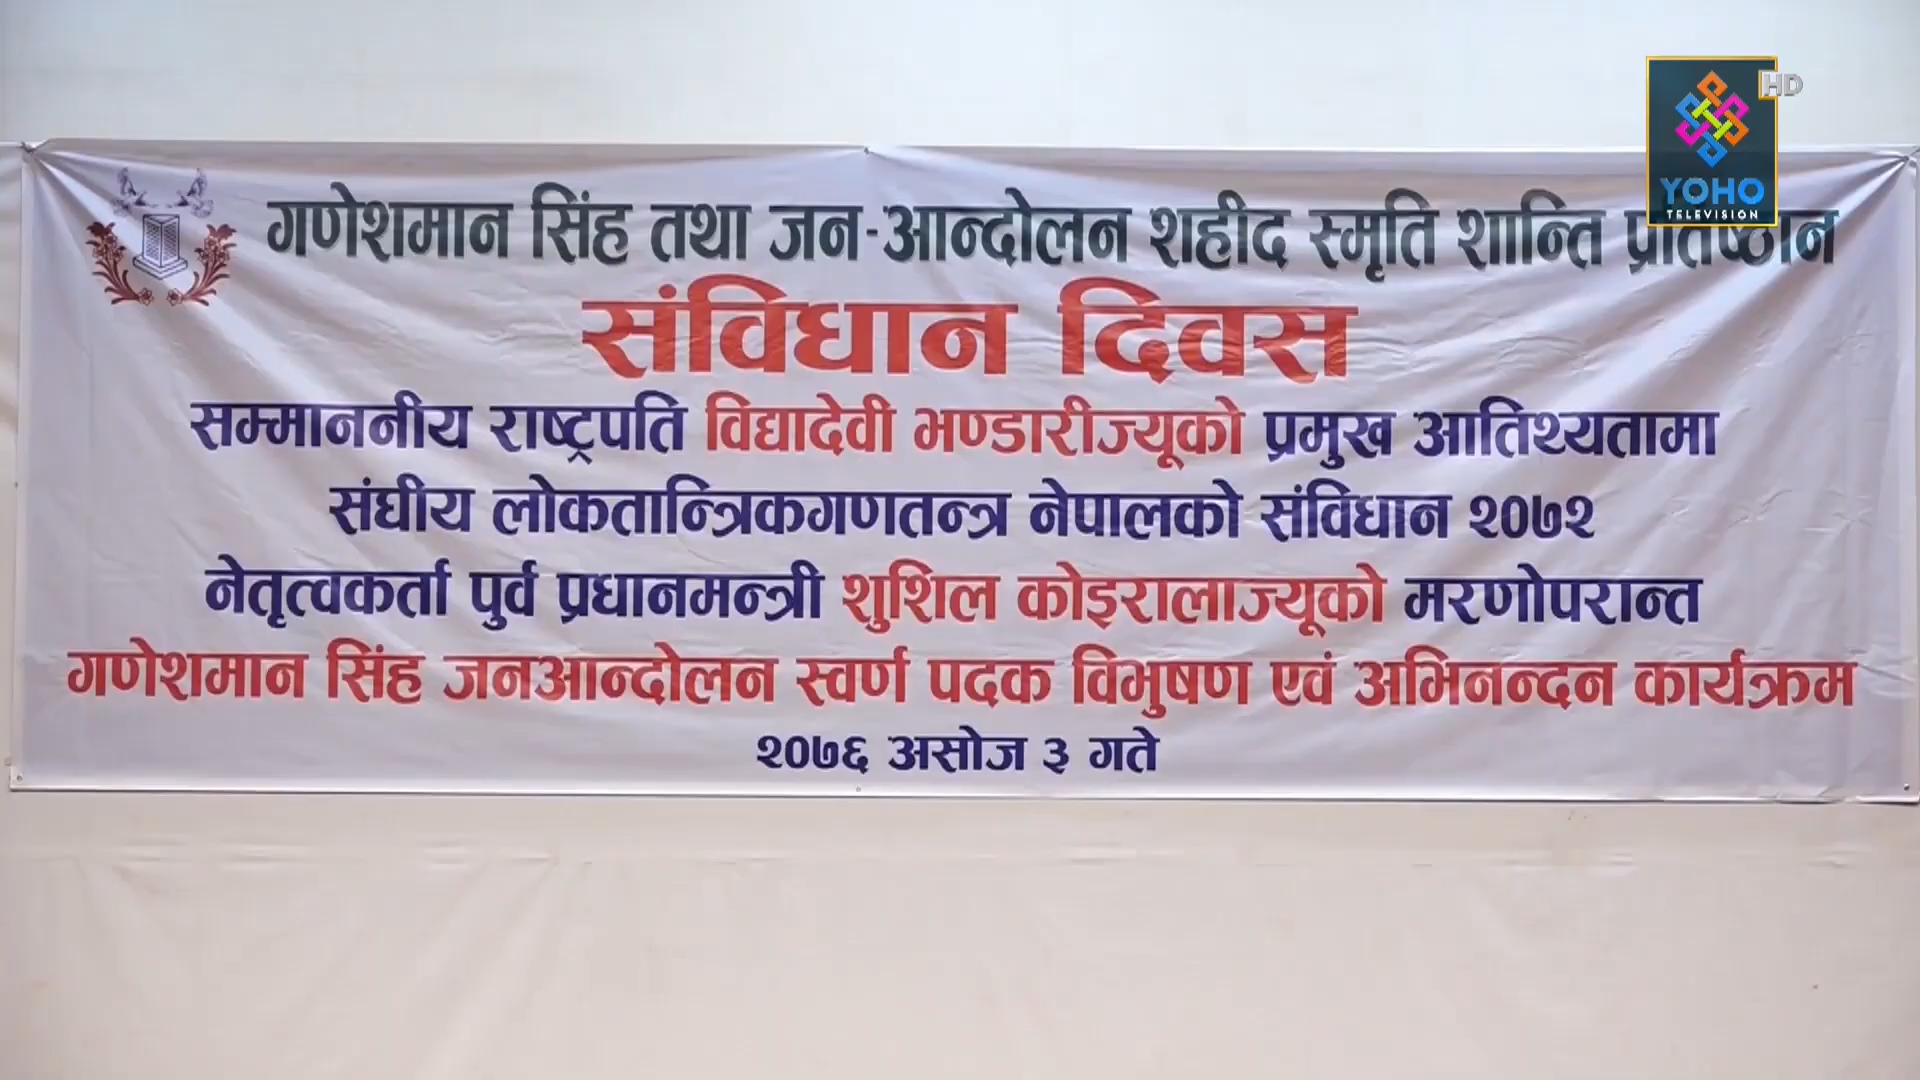 गणेशमान सिंह तथा जन-आन्दोलन शहीद स्मृति शान्ति प्रतिष्ठान
संविधान दिवस
सम्माननीय राष्ट्रपति विद्यादेवी भण्डारीज्यूको प्रमुख आतिथ्यतामा
संघीय लोकतान्त्रिकगणतन्त्र नेपालको संविधान २०७२
नेतृत्वकर्ता पुर्व प्रधानमन्त्री शुशिल कोइरालाज्यूको मरणोपरान्त
गणेशमान सिंह जनआन्दोलन स्वर्ण पदक विभुषण एवं अभिनन्दन कार्यक्रम
२०७६ असोज ३ गते
HD
YOHO
TELEVISION